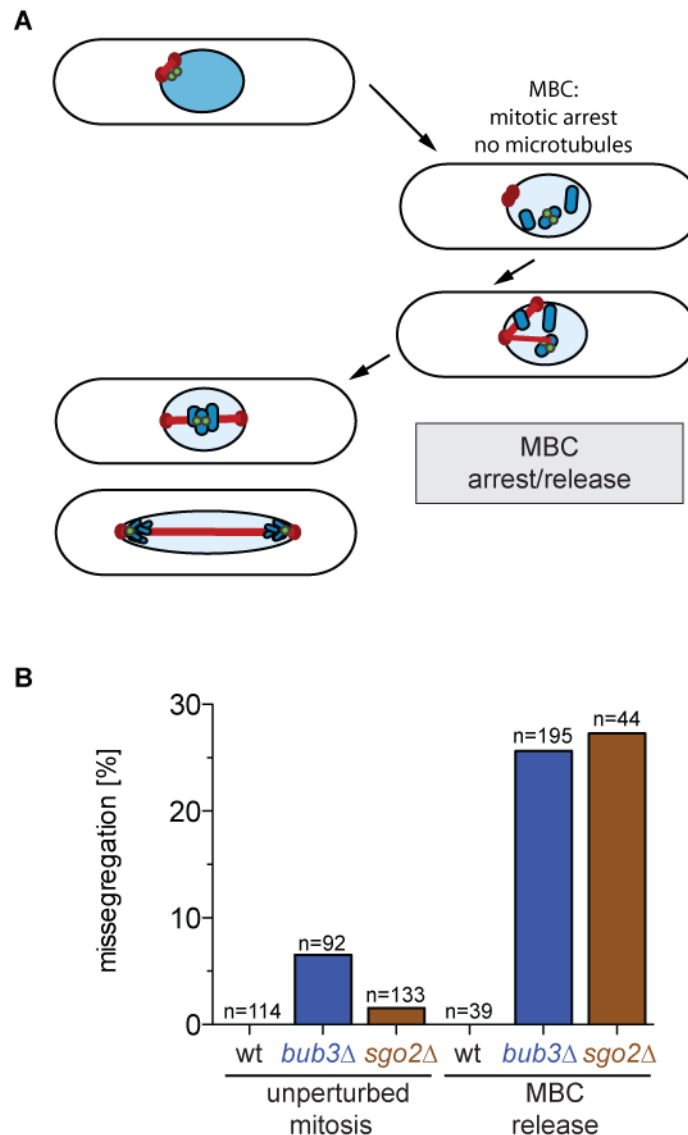 A
MBC:
mitotic arrest
no microtubules
MBC
arrest/release
B
missegregation [%]
30
20
10
0
n=114
n=92
n=133
n=39
n=195
n=44
wt bub3Δ sgo2Δ wt bub3Δ sgo2Δ
unperturbed mitosis
MBC release